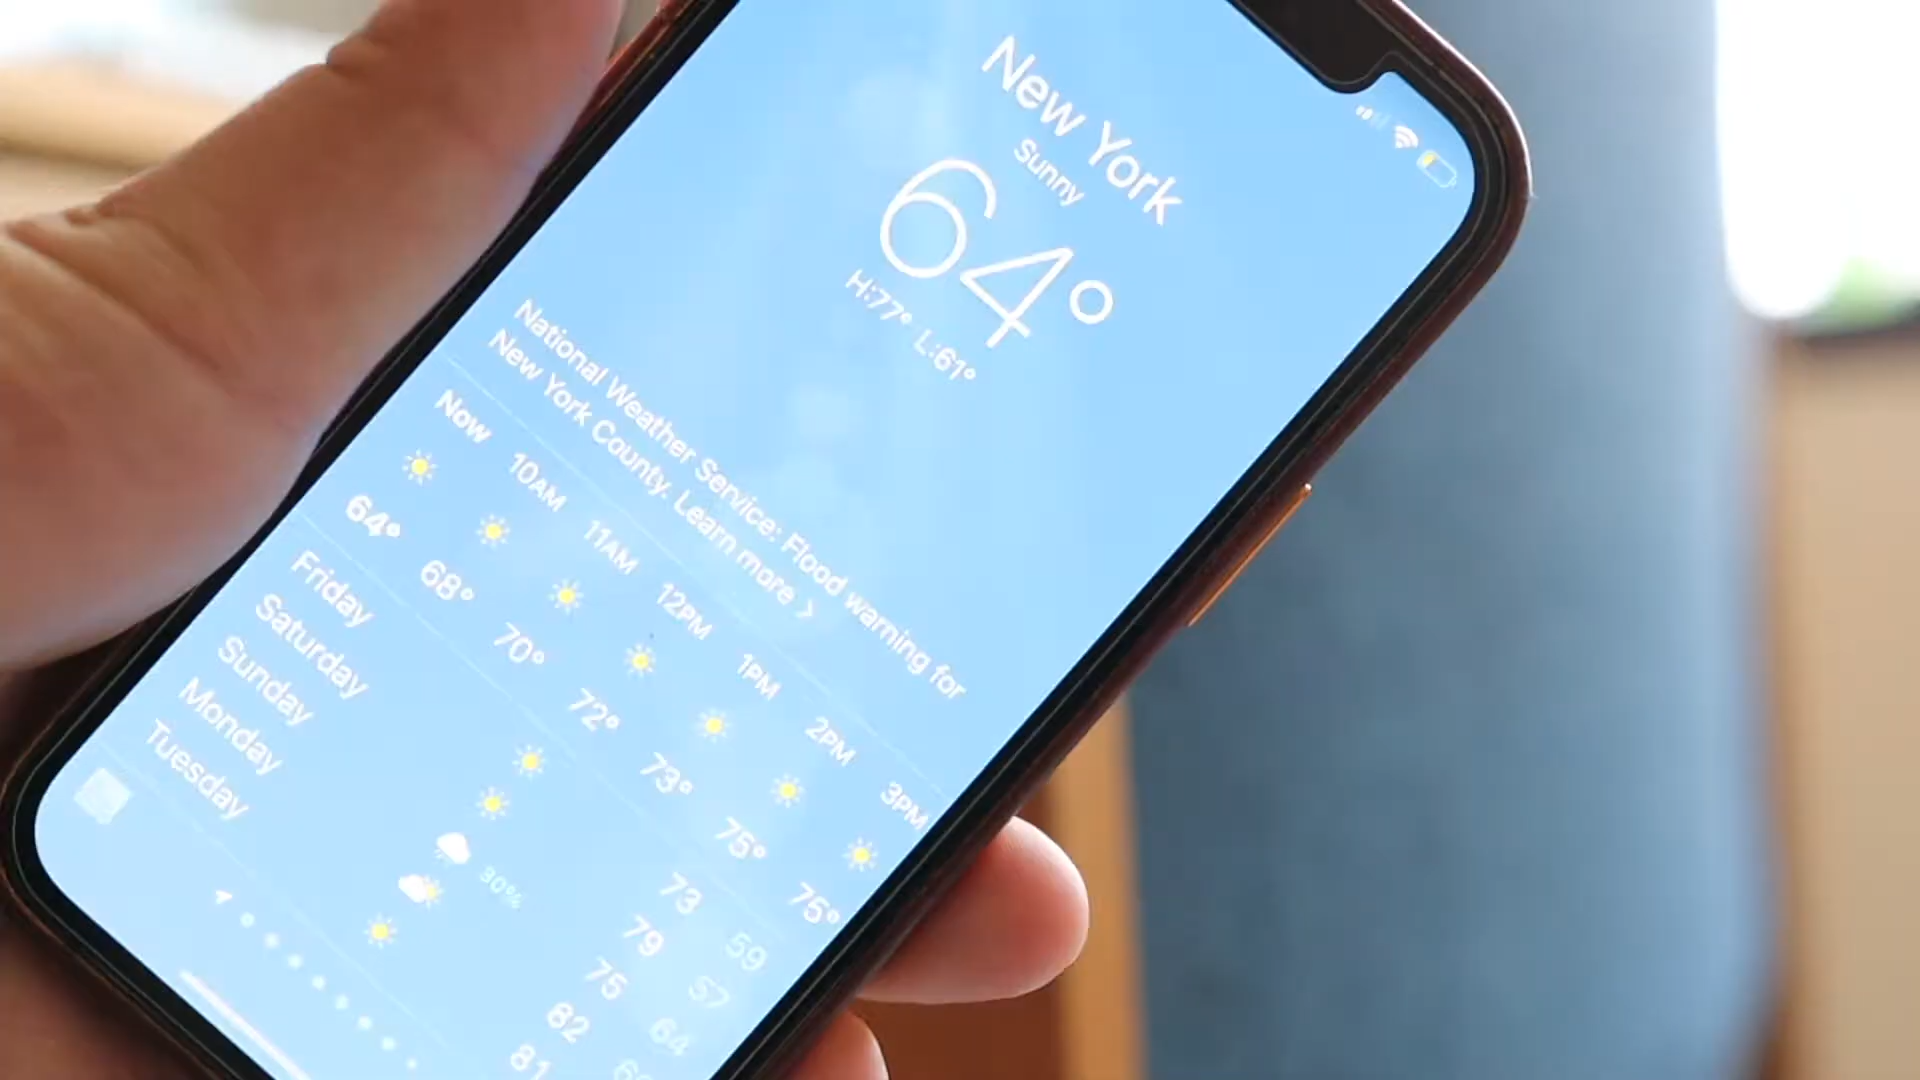 New York
Sunny
64°
H:77° L:61°
National Weather Service: Flood warning for
New York County. Learn more >
Now 10AM 11AM 12PM 1PM 2PM 3PM
64° 68° 70° 72° 73° 75° 75°
Friday 73 59
Saturday 79 57
Sunday 30% 75 64
Monday 82
Tuesday 81